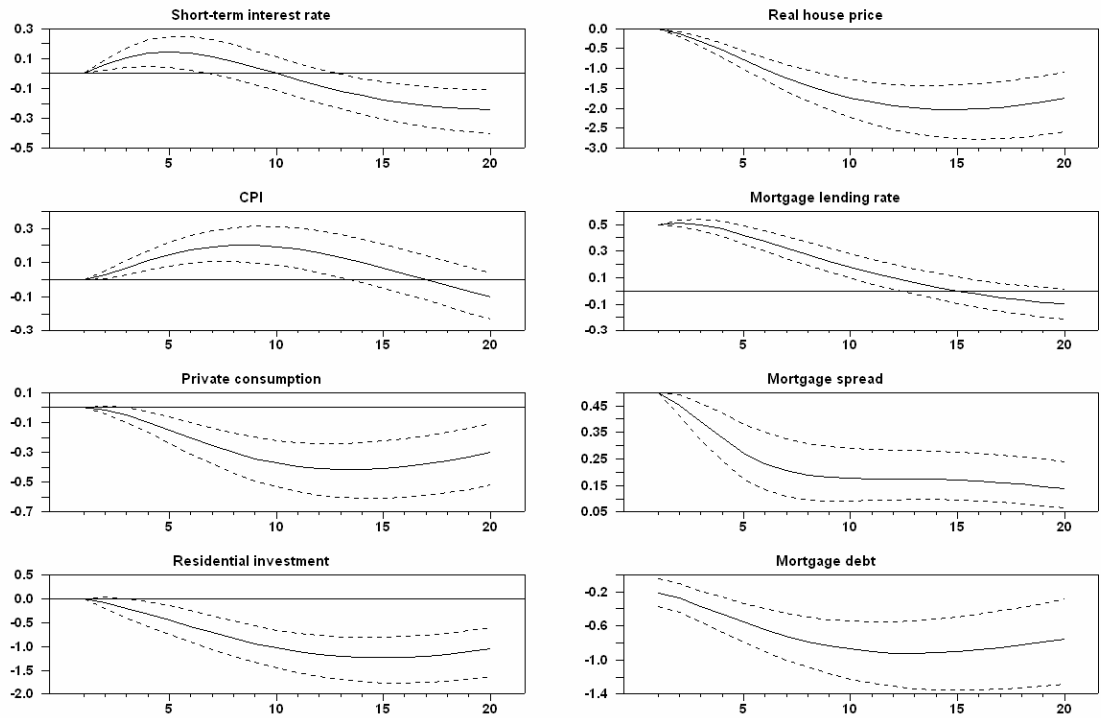 Short-term interest rate
0.3
0.1
-0.1
-0.3
-0.5
5 10 15 20
Real house price
0.0
-0.5
-1.0
-1.5
-2.0
-2.5
-3.0
5 10 15 20
CPI
0.3
0.1
-0.1
-0.3
5 10 15 20
Mortgage lending rate
0.5
0.3
0.1
-0.1
-0.3
5 10 15 20
Private consumption
0.1
-0.1
-0.3
-0.5
-0.7
5 10 15 20
Mortgage spread
0.45
0.35
0.25
0.15
0.05
5 10 15 20
Residential investment
0.5
0.0
-0.5
-1.0
-1.5
-2.0
5 10 15 20
Mortgage debt
-0.2
-0.6
-1.0
-1.4
5 10 15 20